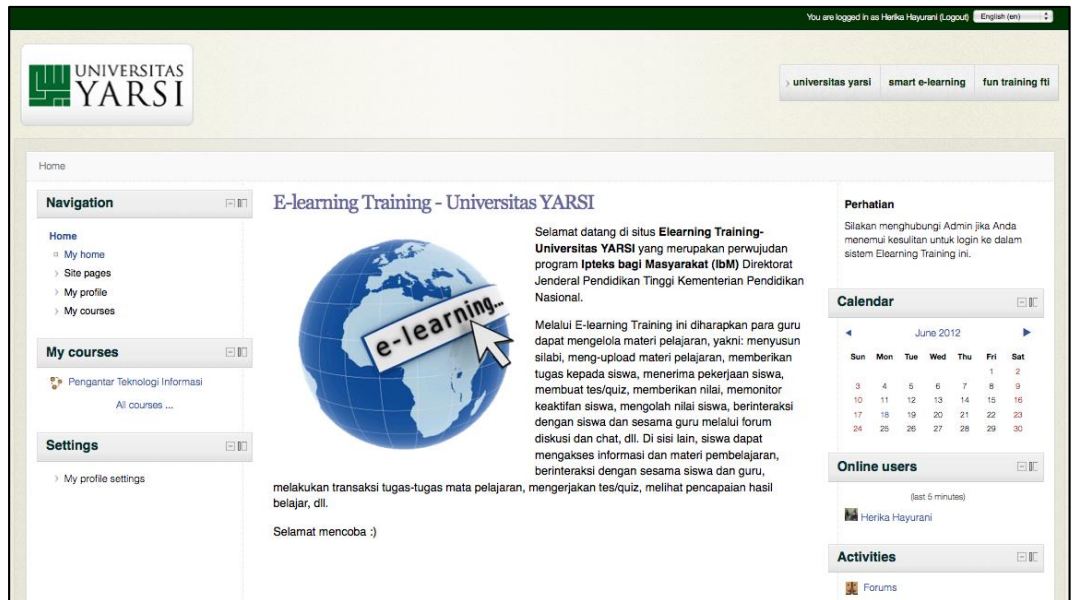 You are logged in as Herika Hayurani (Logout) English (en)
UNIVERSITAS
YARSI
universitas yarsi smart e-learning fun training fti
Home
Navigation
Home
My home
Site pages
My profile
My courses
My courses
Pengantar Teknologi Informasi
All courses ...
Settings
My profile settings
E-learning Training - Universitas YARSI
e-learning...
Selamat datang di situs Elearning Training-
Universitas YARSI yang merupakan perwujudan
program Ipteks bagi Masyarakat (IbM) Direktorat
Jenderal Pendidikan Tinggi Kementerian Pendidikan
Nasional.
Melalui E-learning Training ini diharapkan para guru
dapat mengelola materi pelajaran, yakni: menyusun
silabi, meng-upload materi pelajaran, memberikan
tugas kepada siswa, menerima pekerjaan siswa,
membuat tes/quiz, memberikan nilai, memonitor
keaktifan siswa, mengolah nilai siswa, berinteraksi
dengan siswa dan sesama guru melalui forum
diskusi dan chat, dll. Di sisi lain, siswa dapat
mengakses informasi dan materi pembelajaran,
berinteraksi dengan sesama siswa dan guru,
melakukan transaksi tugas-tugas mata pelajaran, mengerjakan tes/quiz, melihat pencapaian hasil
belajar, dll.
Selamat mencoba :)
Perhatian
Silakan menghubungi Admin jika Anda
menemui kesulitan untuk login ke dalam
sistem Elearning Training ini.
Calendar
June 2012
Sun Mon Tue Wed Thu Fri Sat
1 2
3 4 5 6 7 8 9
10 11 12 13 14 15 16
17 18 19 20 21 22 23
24 25 26 27 28 29 30
Online users
(last 5 minutes)
Herika Hayurani
Activities
Forums